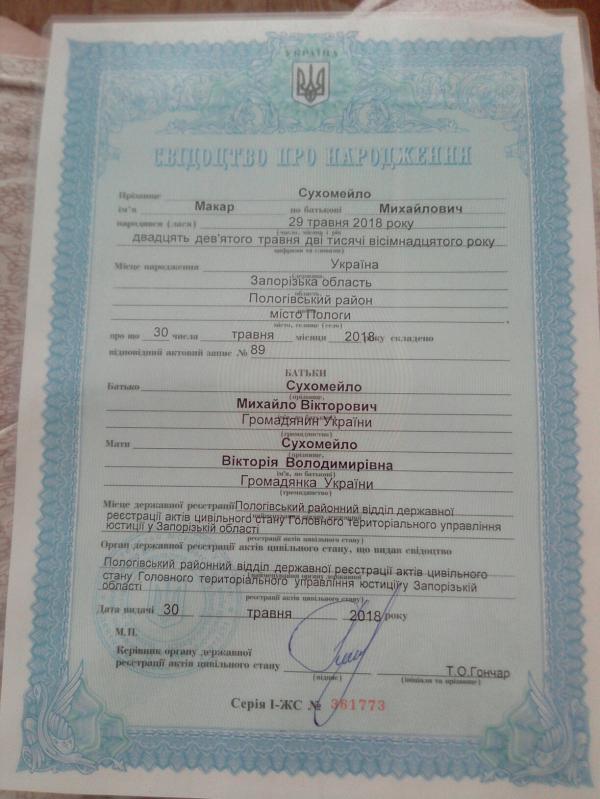 УКРАЇНА
СВІДОЦТВО ПРО НАРОДЖЕННЯ
Прізвище Сухомейло
ім'я Макар по батькові Михайлович
народився (лася) 29 травня 2018 року
(число, місяць і рік
двадцять дев'ятого травня дві тисячі вісімнадцятого року
цифрами та словами)
Місце народження Україна
(держава,
Запорізька область
область,
Пологівський район
район,
місто Пологи
місто, селище (село)
про що 30 числа травня місяця 2018 року складено
відповідний актовий запис № 89
БАТЬКИ
Батько Сухомейло
(прізвище,
Михайло Вікторович
Громадянин України
(громадянство)
Мати Сухомейло
(прізвище,
Вікторія Володимирівна
ім'я, по батькові)
Громадянка України
(громадянство)
Місце державної реєстрації Пологівський районний відділ державної
реєстрації актів цивільного стану Головного територіального управління
юстиції у Запорізькій області
реєстрації актів цивільного стану)
Орган державної реєстрації актів цивільного стану, що видав свідоцтво
Пологівський районний відділ державної реєстрації актів цивільного
(найменування органу державної
стану Головного територіального управління юстиції у Запорізькій
області
реєстрації актів цивільного стану)
Дата видачі 30 травня 2018 року
М.П.
Керівник органу державної
реєстрації актів цивільного стану Т.О.Гончар
(підпис) (ініціали та прізвище)
Серія І-ЖС № 361773